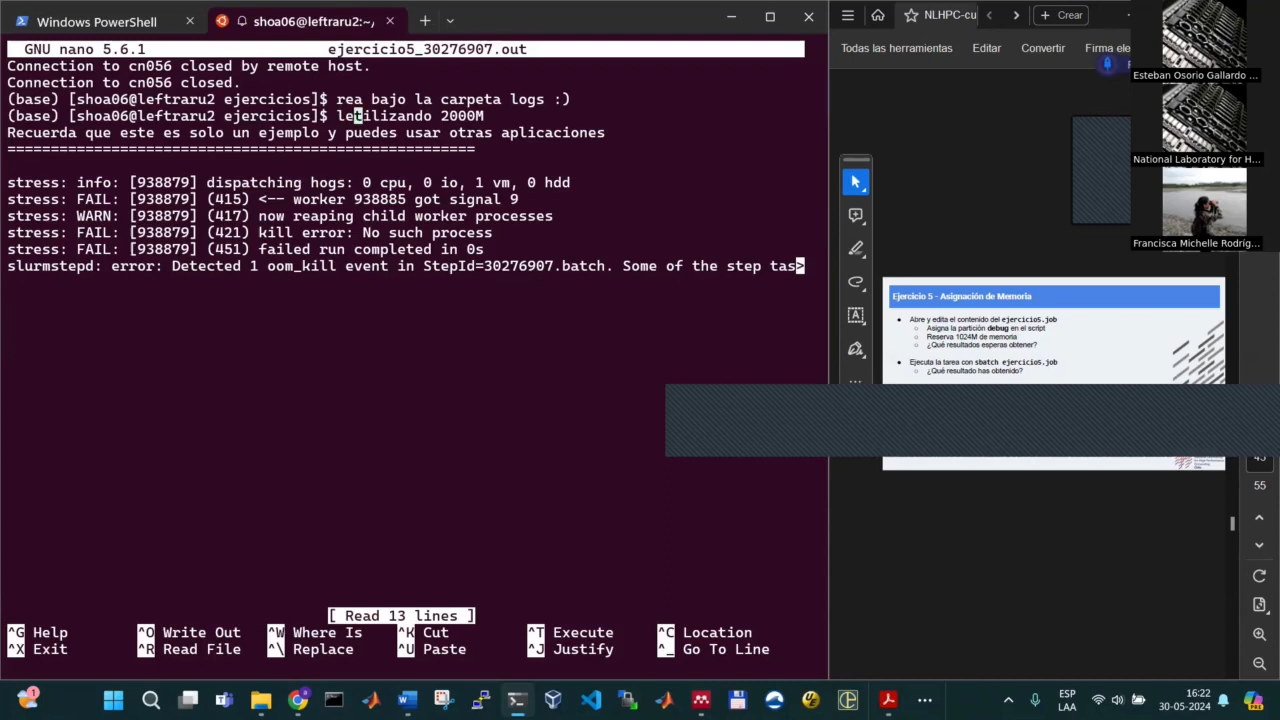 Windows PowerShell
shoa06@leftraru2: ~/
GNU nano 5.6.1
ejercicio5_30276907.out
Connection to cn056 closed by remote host.
Connection to cn056 closed.
(base) [shoa06@leftraru2 ejercicios]$ rea bajo la carpeta logs :)
(base) [shoa06@leftraru2 ejercicios]$ letilizando 2000M
Recuerda que este es solo un ejemplo y puedes usar otras aplicaciones
===================================================
stress: info: [938879] dispatching hogs: 0 cpu, 0 io, 1 vm, 0 hdd
stress: FAIL: [938879] (415) <-- worker 938885 got signal 9
stress: WARN: [938879] (417) now reaping child worker processes
stress: FAIL: [938879] (421) kill error: No such process
stress: FAIL: [938879] (451) failed run completed in 0s
slurmstepd: error: Detected 1 oom_kill event in StepId=30276907.batch. Some of the step tas>
[ Read 13 lines ]
^G Help ^O Write Out ^W Where Is ^K Cut ^T Execute ^C Location
^X Exit ^R Read File ^\ Replace ^U Paste ^J Justify ^_ Go To Line
NLHPC-cu
Crear
Todas las herramientas Editar Convertir Firma ele
Esteban Osorio Gallardo ...
National Laboratory for H...
Francisca Michelle Rodríg...
Ejercicio 5 - Asignación de Memoria
Abre y edita el contenido del ejercicio5.job
Asigna la partición debug en el script
Reserva 1024M de memoria
¿Qué resultados esperas obtener?
Ejecuta la tarea con sbatch ejercicio5.job
¿Qué resultado has obtenido?
55
ESP
LAA
16:22
30-05-2024